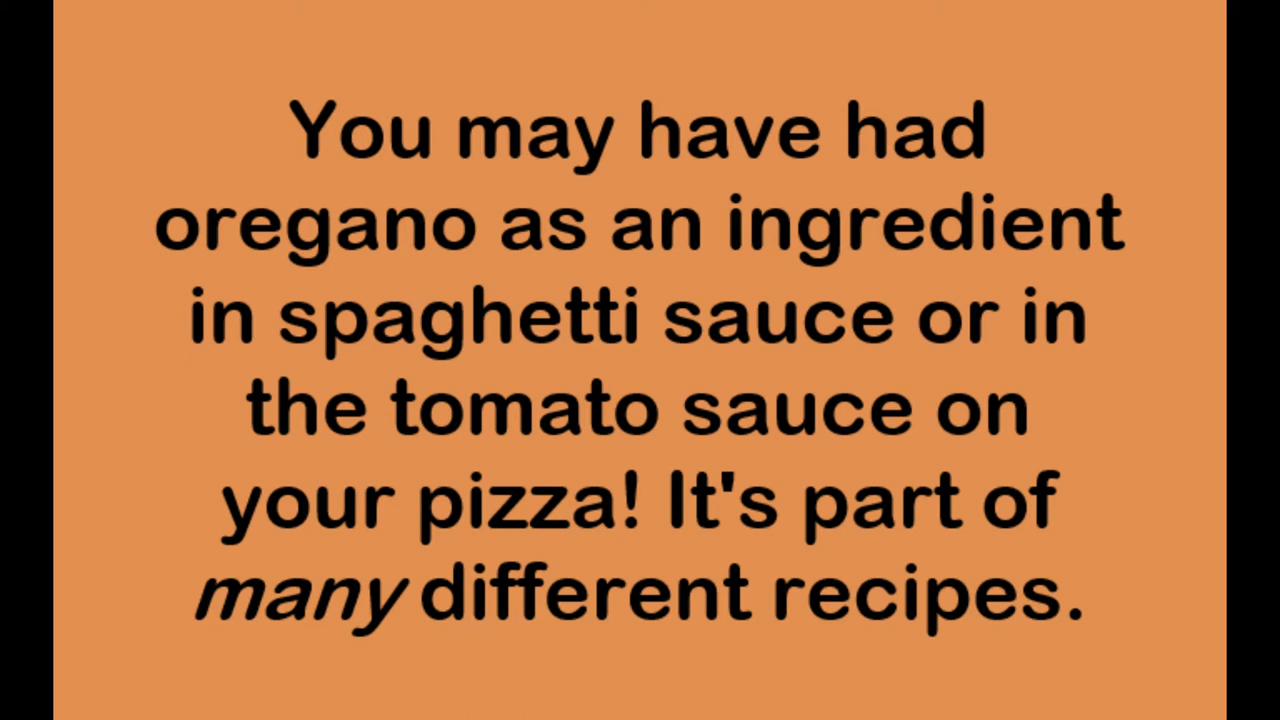 You may have had
oregano as an ingredient
in spaghetti sauce or in
the tomato sauce on
your pizza! It's part of
many different recipes.